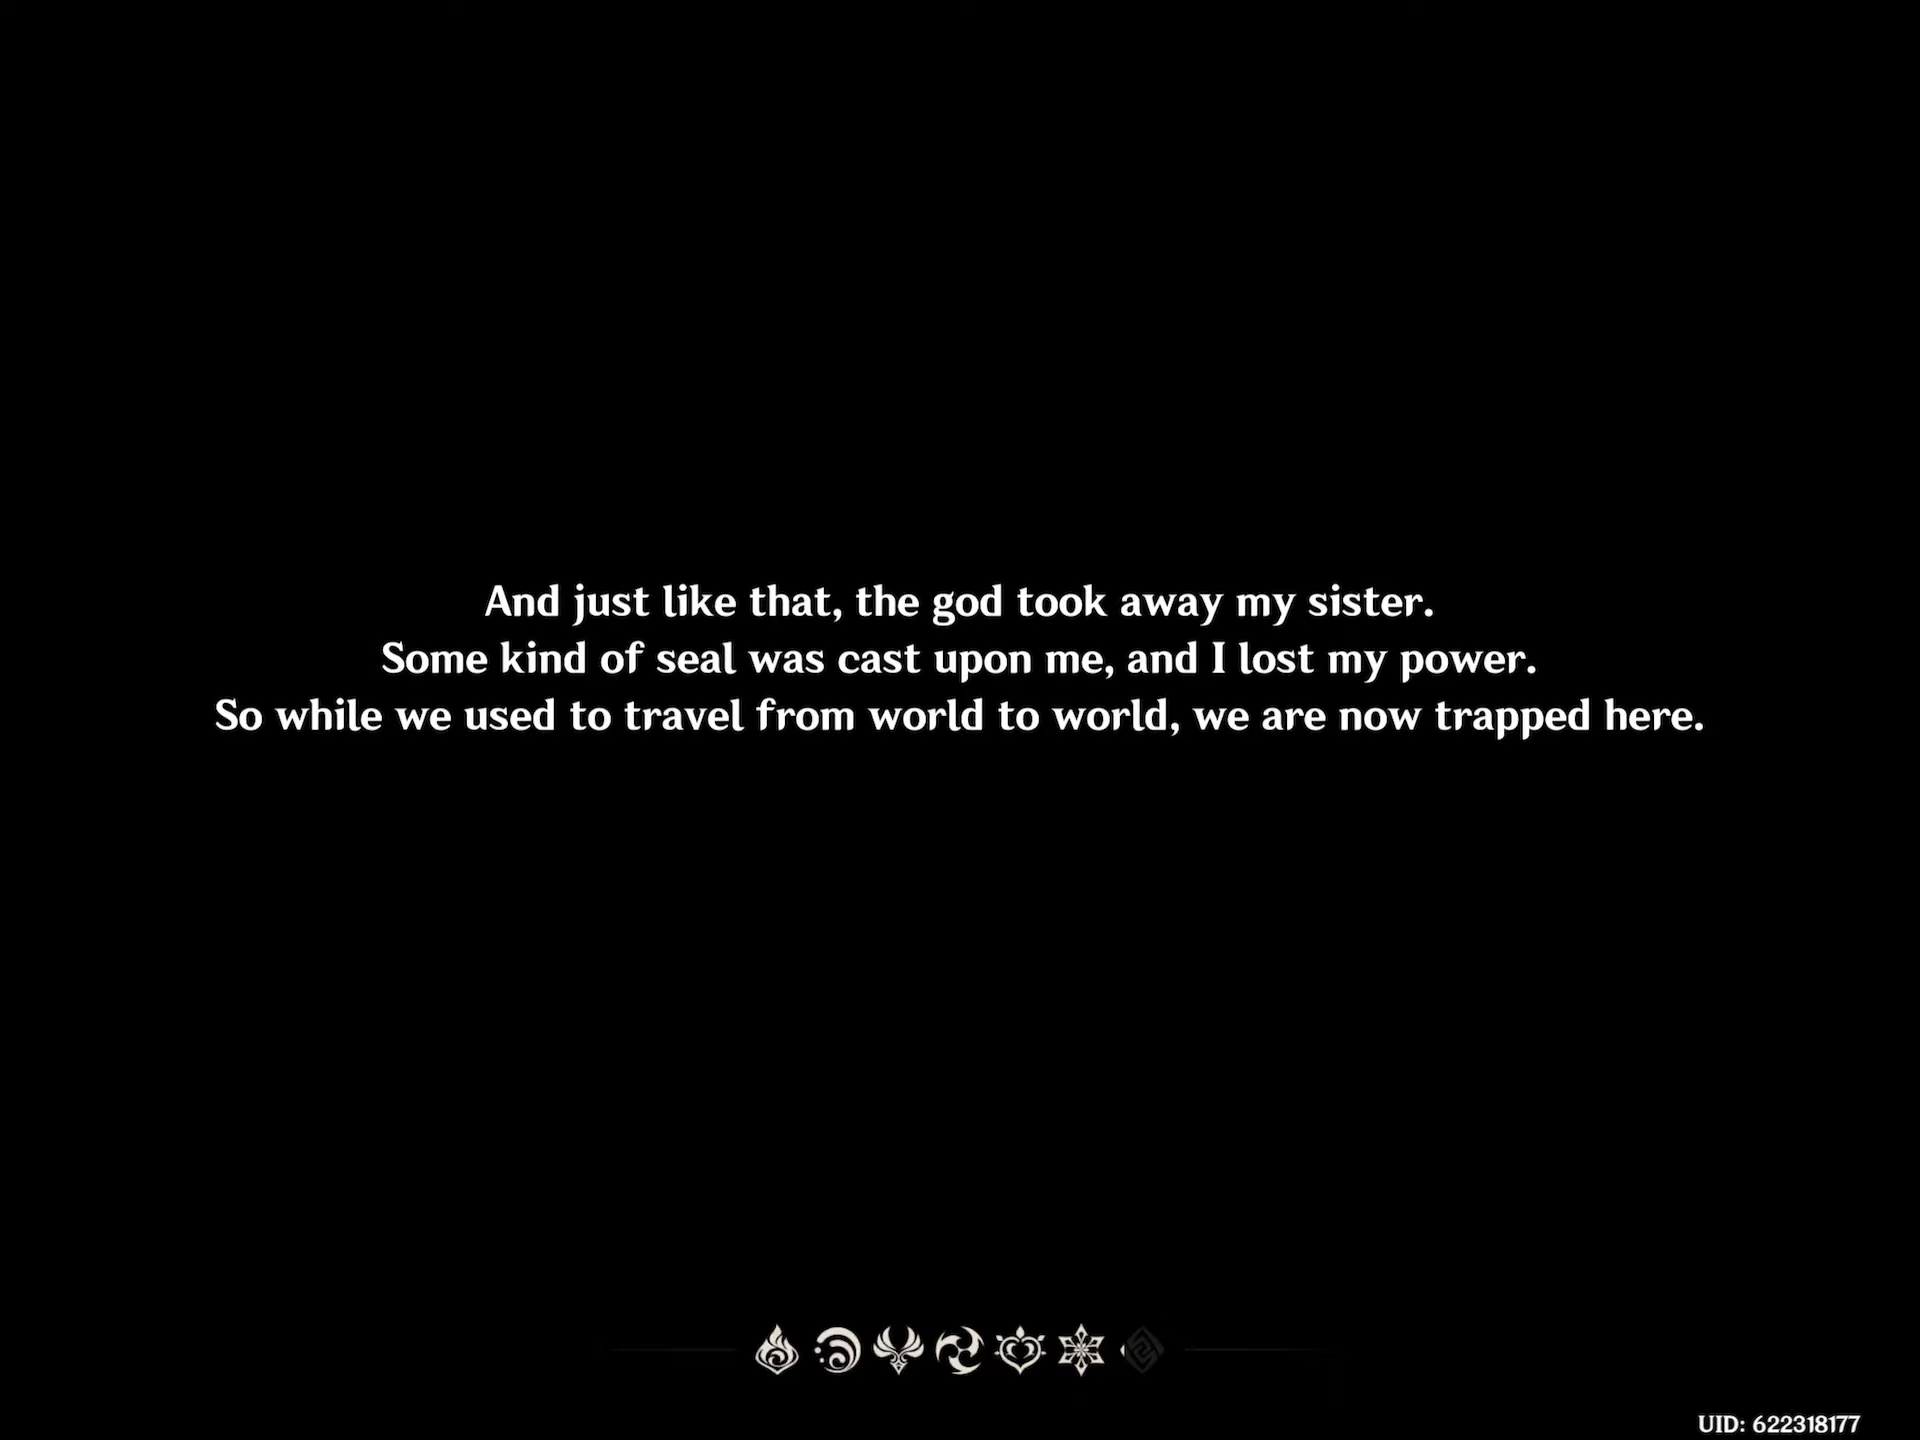 And just like that, the god took away my sister.
Some kind of seal was cast upon me, and I lost my power.
So while we used to travel from world to world, we are now trapped here.
UID: 622318177